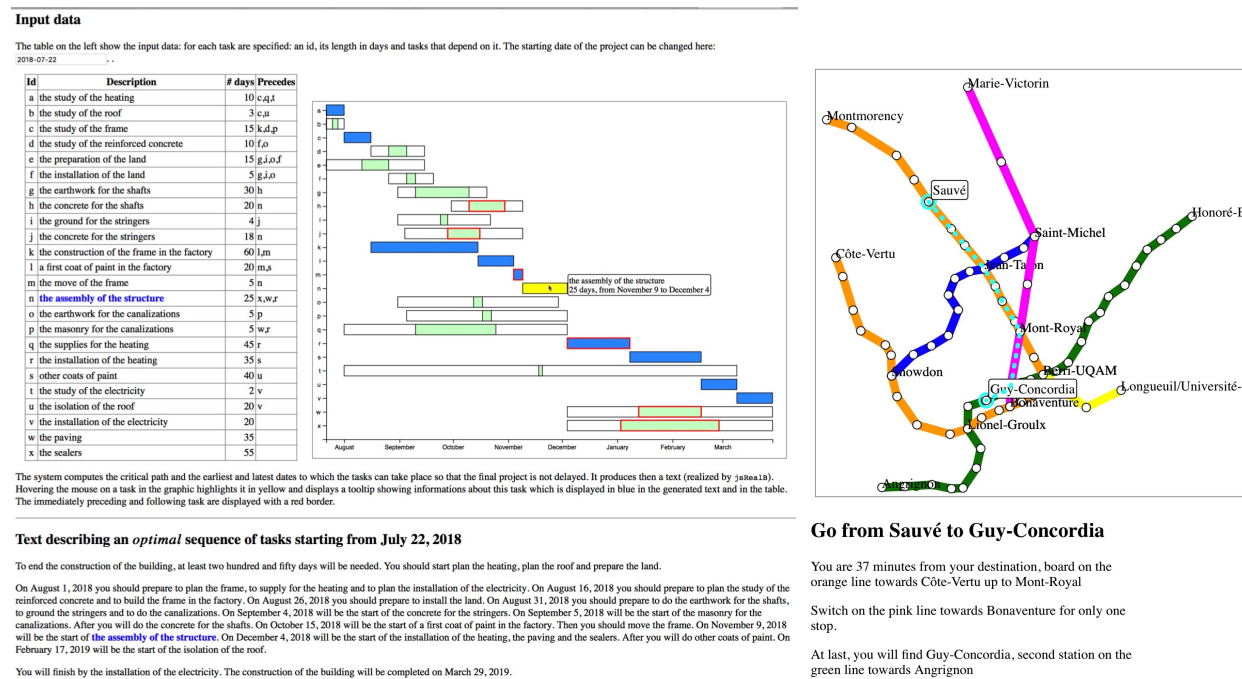 Input data
The table on the left show the input data: for each task are specified: an id, its length in days and tasks that depend on it. The starting date of the project can be changed here:
2018-07-22 . .
Id Description # days Precedes
a the study of the heating 10 c,q,t
b the study of the roof 3 c,u
c the study of the frame 15 k,d,p
d the study of the reinforced concrete 10 f,o
e the preparation of the land 15 g,i,o,f
f the installation of the land 5 g,i,o
g the earthwork for the shafts 30 h
h the concrete for the shafts 20 n
i the ground for the stringers 4 j
j the concrete for the stringers 18 n
k the construction of the frame in the factory 60 l,m
l a first coat of paint in the factory 20 m,s
m the move of the frame 5 n
n the assembly of the structure 25 x,w,r
o the earthwork for the canalizations 5 p
p the masonry for the canalizations 5 w,r
q the supplies for the heating 45 r
r the installation of the heating 35 s
s other coats of paint 40 u
t the study of the electricity 2 v
u the isolation of the roof 20 v
v the installation of the electricity 20
w the paving 35
x the sealers 55
a
b
c
d
e
f
g
h
i
j
k
l
m
n
o
p
q
r
s
t
u
v
w
x
the assembly of the structure
25 days, from November 9 to December 4
August September October November December January February March
The system computes the critical path and the earliest and latest dates to which the tasks can take place so that the final project is not delayed. It produces then a text (realized by jsRealB).
Hovering the mouse on a task in the graphic highlights it in yellow and displays a tooltip showing informations about this task which is displayed in blue in the generated text and in the table.
The immediately preceding and following task are displayed with a red border.
Text describing an optimal sequence of tasks starting from July 22, 2018
To end the construction of the building, at least two hundred and fifty days will be needed. You should start plan the heating, plan the roof and prepare the land.
On August 1, 2018 you should prepare to plan the frame, to supply for the heating and to plan the installation of the electricity. On August 16, 2018 you should prepare to plan the study of the
reinforced concrete and to build the frame in the factory. On August 26, 2018 you should prepare to install the land. On August 31, 2018 you should prepare to do the earthwork for the shafts,
to ground the stringers and to do the canalizations. On September 4, 2018 will be the start of the concrete for the stringers. On September 5, 2018 will be the start of the masonry for the
canalizations. After you will do the concrete for the shafts. On October 15, 2018 will be the start of a first coat of paint in the factory. Then you should move the frame. On November 9, 2018
will be the start of the assembly of the structure. On December 4, 2018 will be the start of the installation of the heating, the paving and the sealers. After you will do other coats of paint. On
February 17, 2019 will be the start of the isolation of the roof.
You will finish by the installation of the electricity. The construction of the building will be completed on March 29, 2019.
Marie-Victorin
Montmorency
Sauvé
Honoré-B
Saint-Michel
Côte-Vertu
Jean-Talon
Mont-Royal
Snowdon
Berri-UQAM
Guy-Concordia
Longueuil/Université-
Bonaventure
Lionel-Groulx
Angrignon
Go from Sauvé to Guy-Concordia
You are 37 minutes from your destination, board on the
orange line towards Côte-Vertu up to Mont-Royal
Switch on the pink line towards Bonaventure for only one
stop.
At last, you will find Guy-Concordia, second station on the
green line towards Angrignon